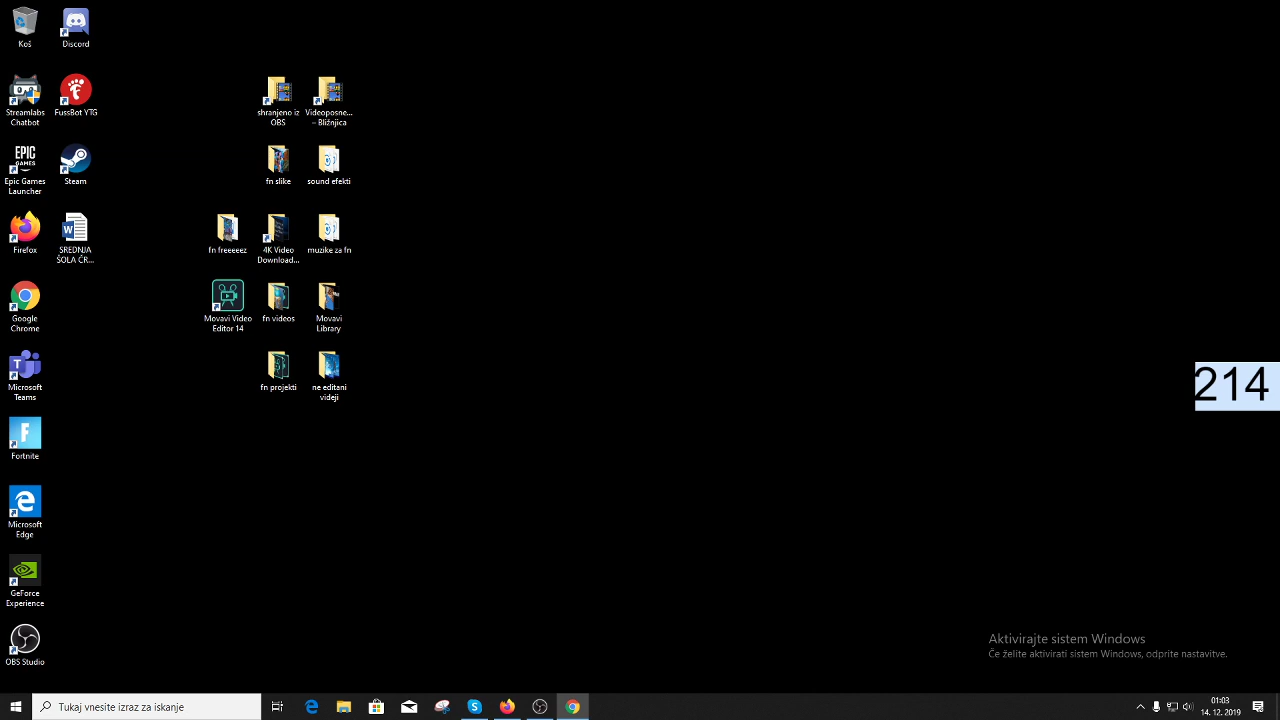 Koš
Discord
Streamlabs
Chatbot
FussBot YTG
shranjeno iz
OBS
Videoposne...
– Bližnjica
EPIC
GAMES
Epic Games
Launcher
Steam
fn slike
sound efekti
Firefox
SREDNJA
ŠOLA ČR...
fn freeeeez
4K Video
Download...
muzike za fn
Google
Chrome
Movavi Video
Editor 14
fn videos
Movavi
Library
Microsoft
Teams
fn projekti
ne editani
videji
214
Fortnite
Microsoft
Edge
GeForce
Experience
OBS Studio
Aktivirajte sistem Windows
Če želite aktivirati sistem Windows, odprite nastavitve.
Tukaj vnesite izraz za iskanje
01:03
14. 12. 2019